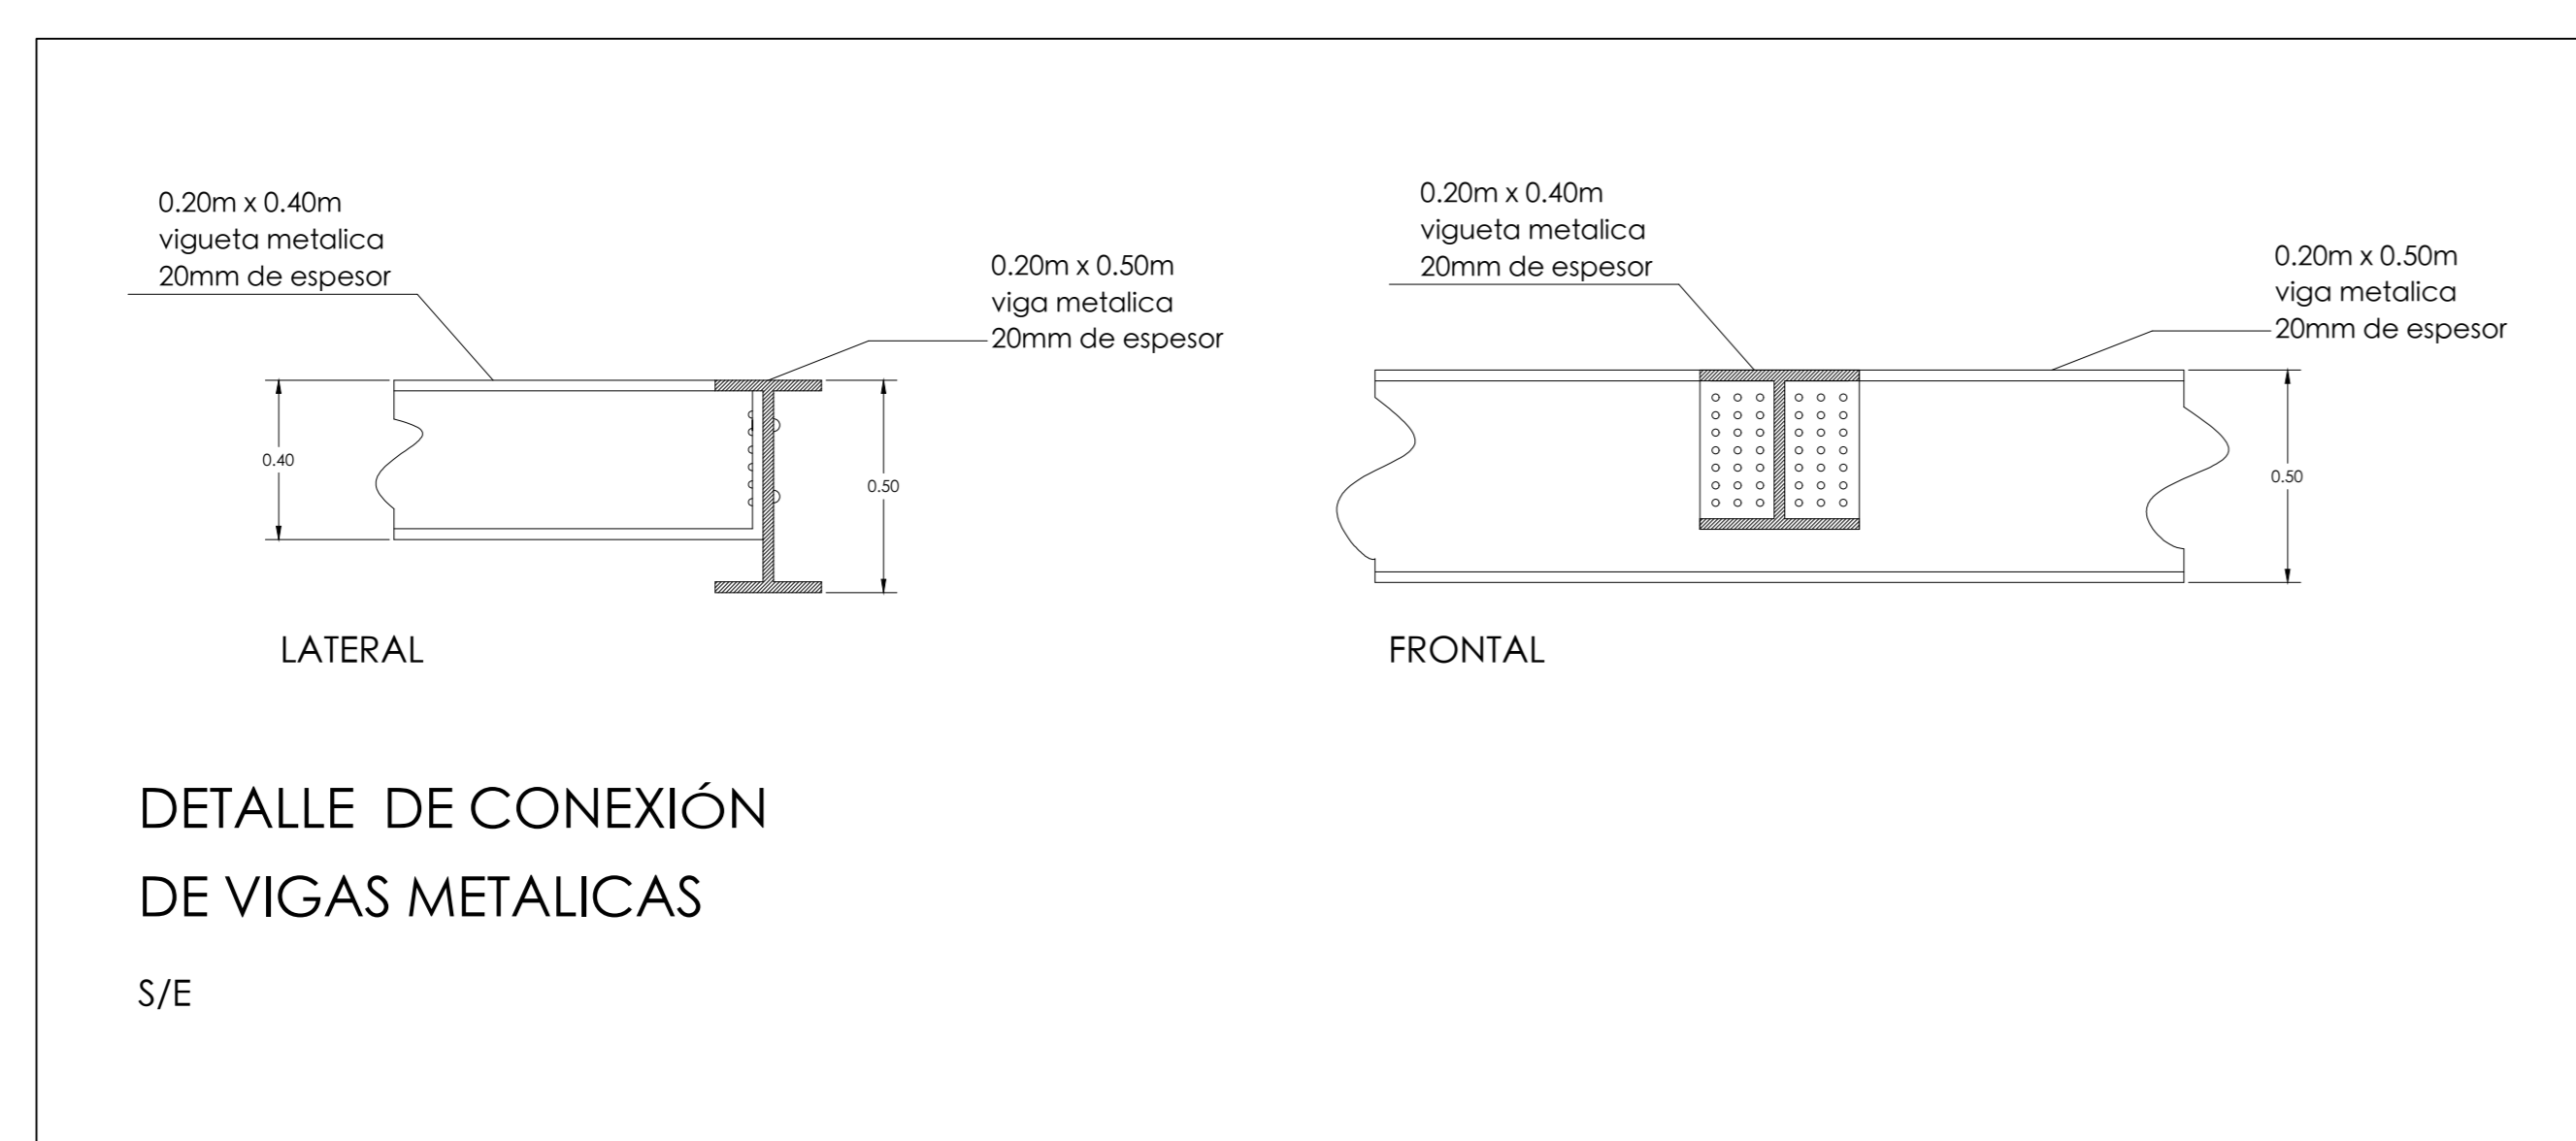 0.20m x 0.40m
vigueta metalica
20mm de espesor
0.20m x 0.50m
viga metalica
20mm de espesor
0.40
0.50
LATERAL
0.20m x 0.40m
vigueta metalica
20mm de espesor
0.20m x 0.50m
viga metalica
20mm de espesor
0.50
FRONTAL
DETALLE DE CONEXIÓN
DE VIGAS METALICAS
S/E